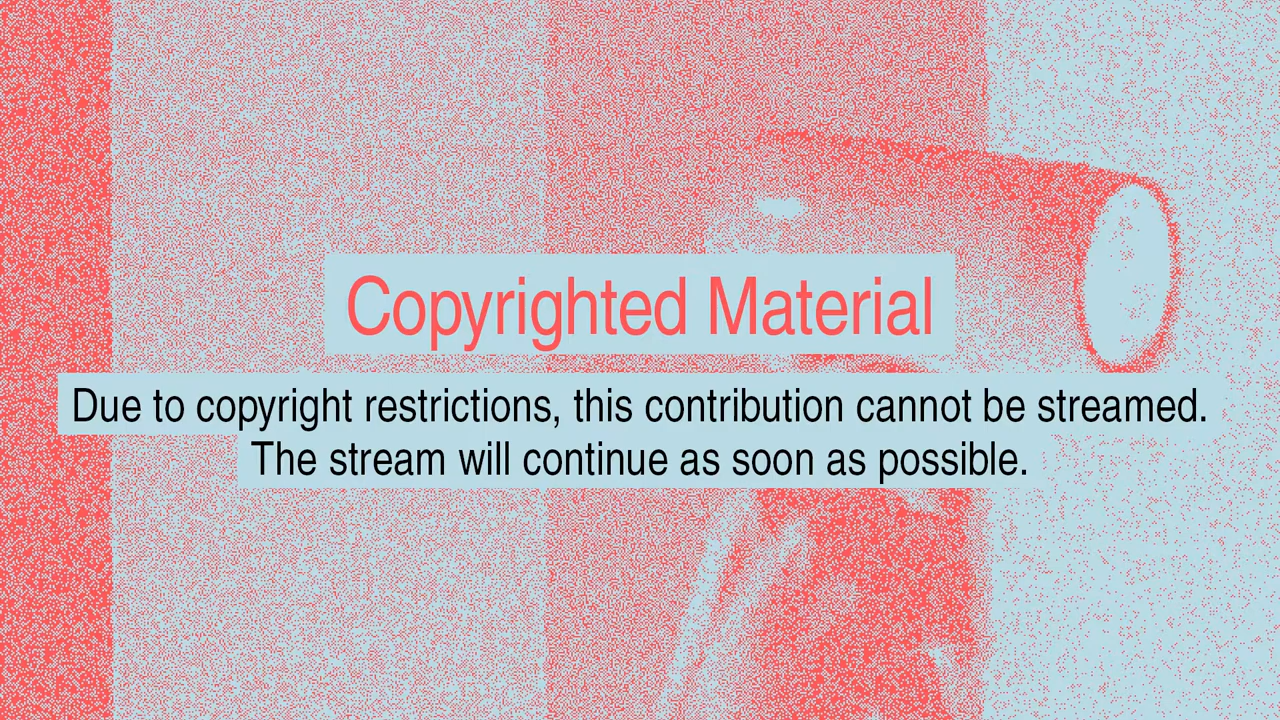 Copyrighted Material
Due to copyright restrictions, this contribution cannot be streamed.
The stream will continue as soon as possible.